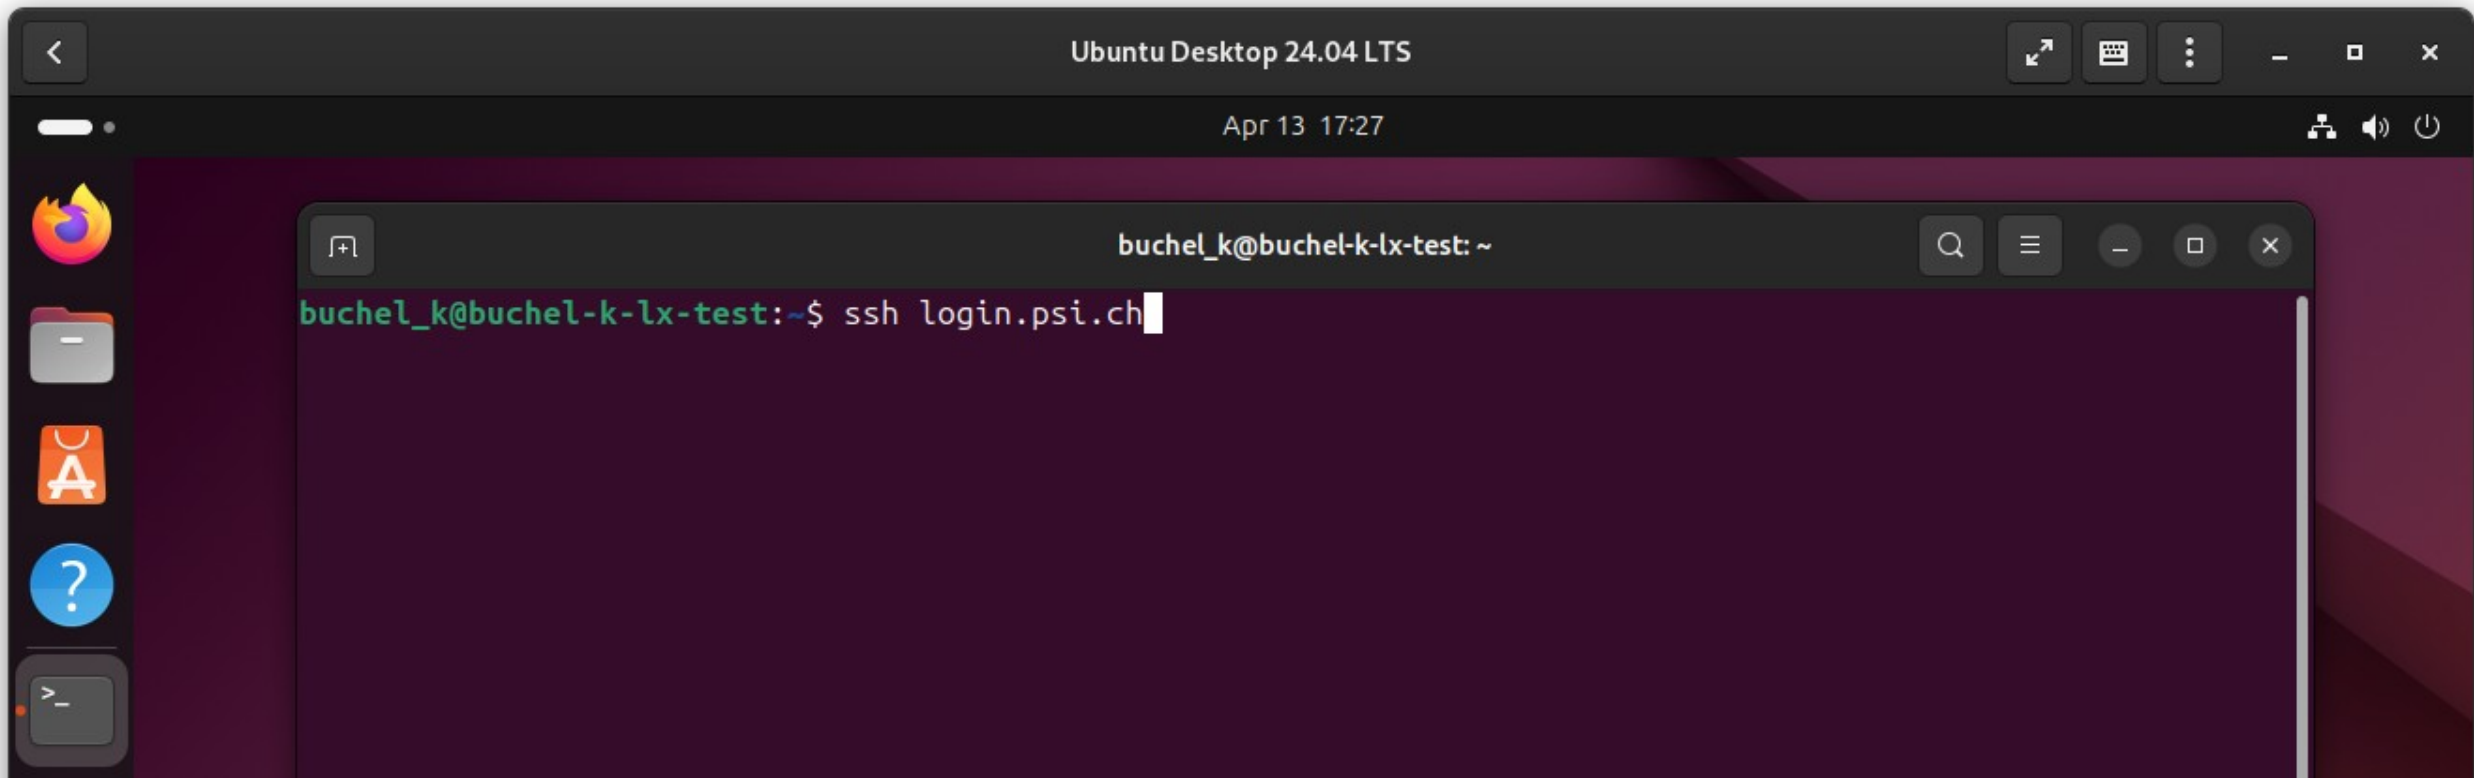 Ubuntu Desktop 24.04 LTS
Apr 13 17:27
buchel_k@buchel-k-lx-test: ~
buchel_k@buchel-k-lx-test:~$ ssh login.psi.ch